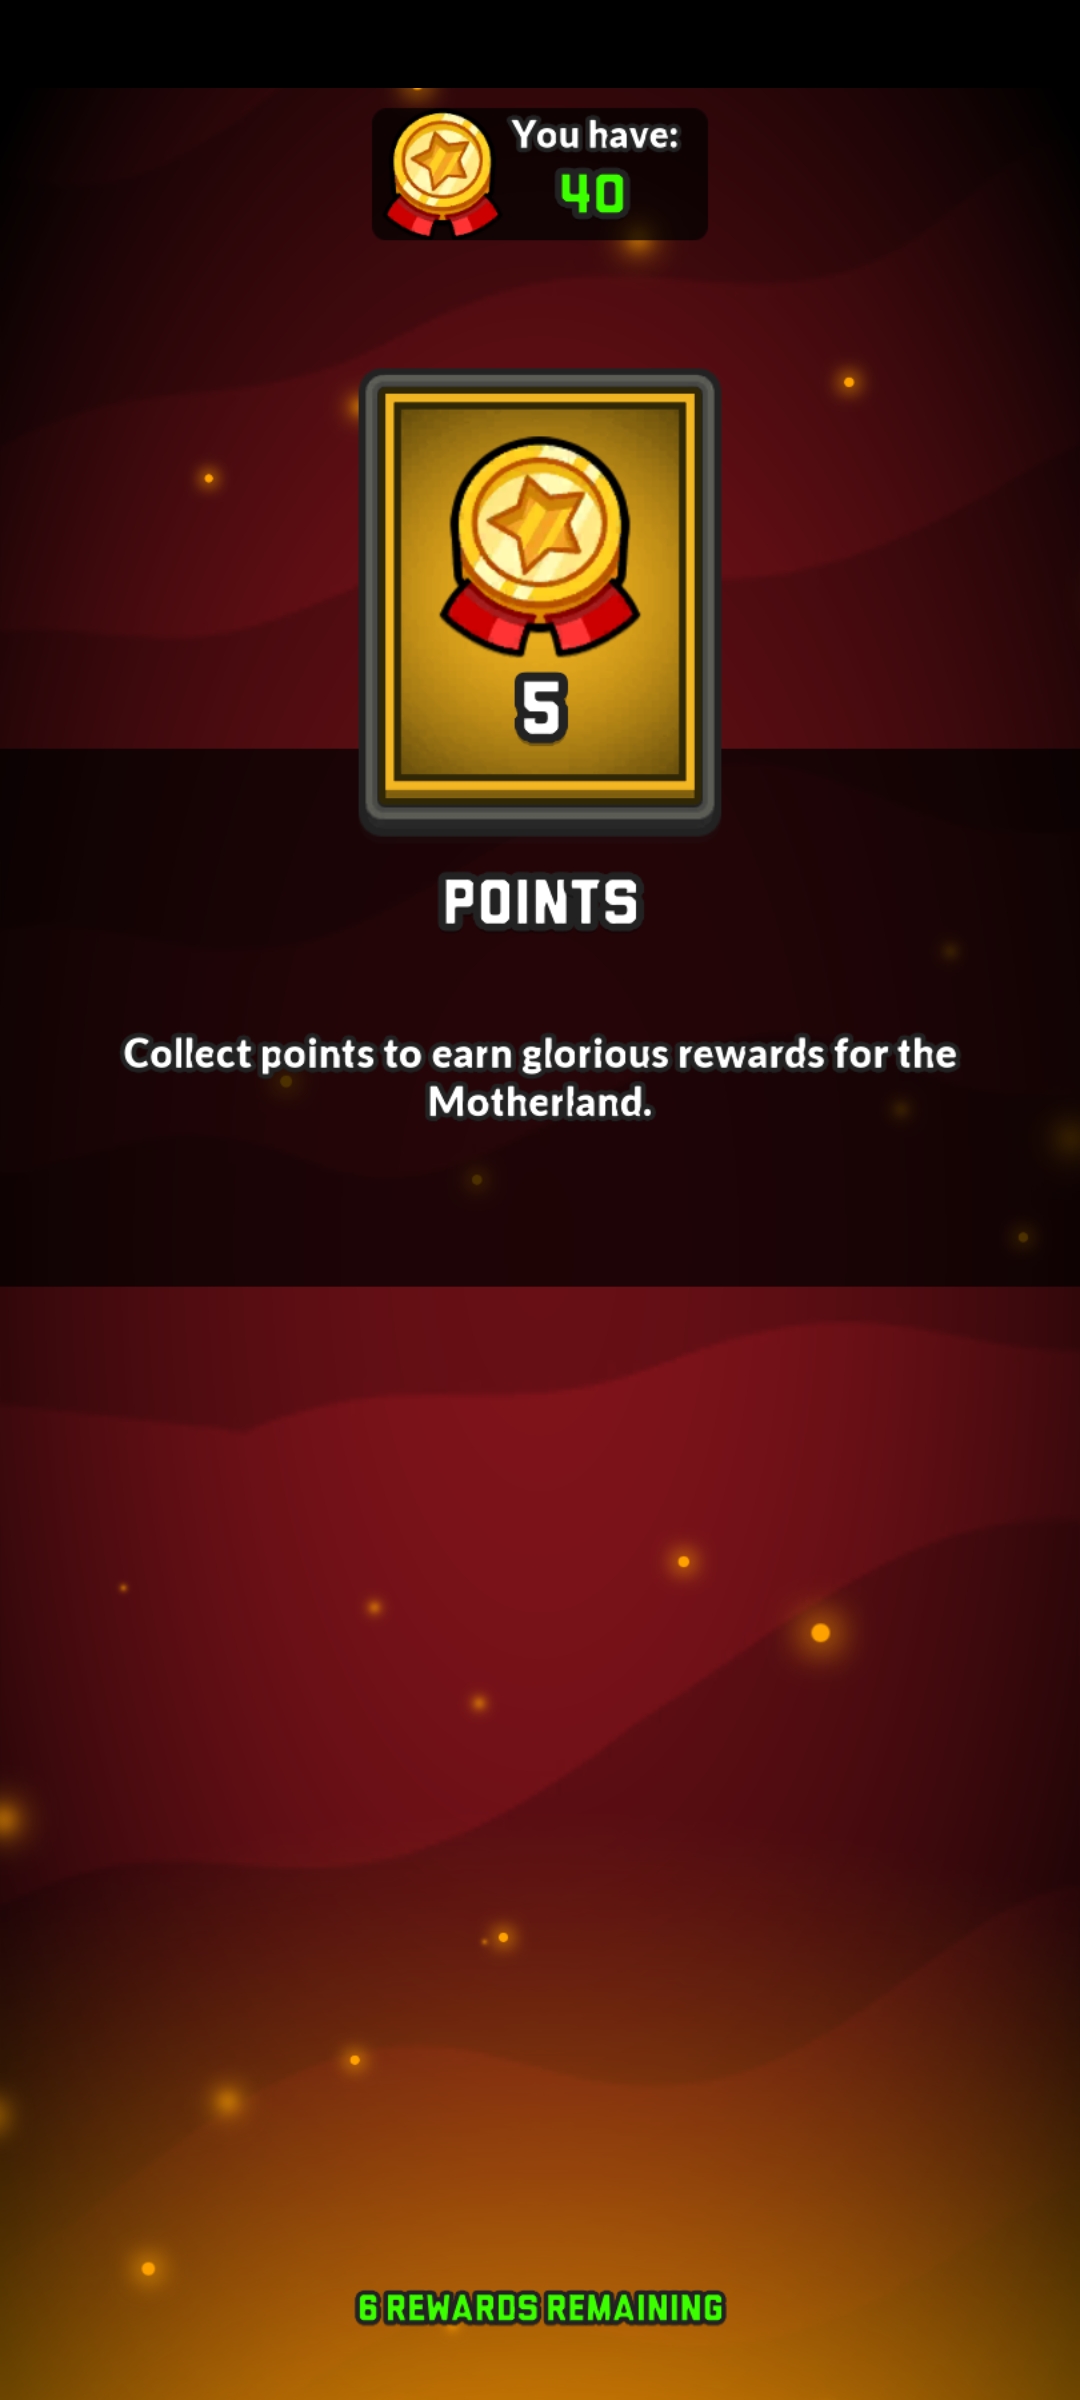 You have:
40
5
POINTS
Collect points to earn glorious rewards for the
Motherland.
6 REWARDS REMAINING